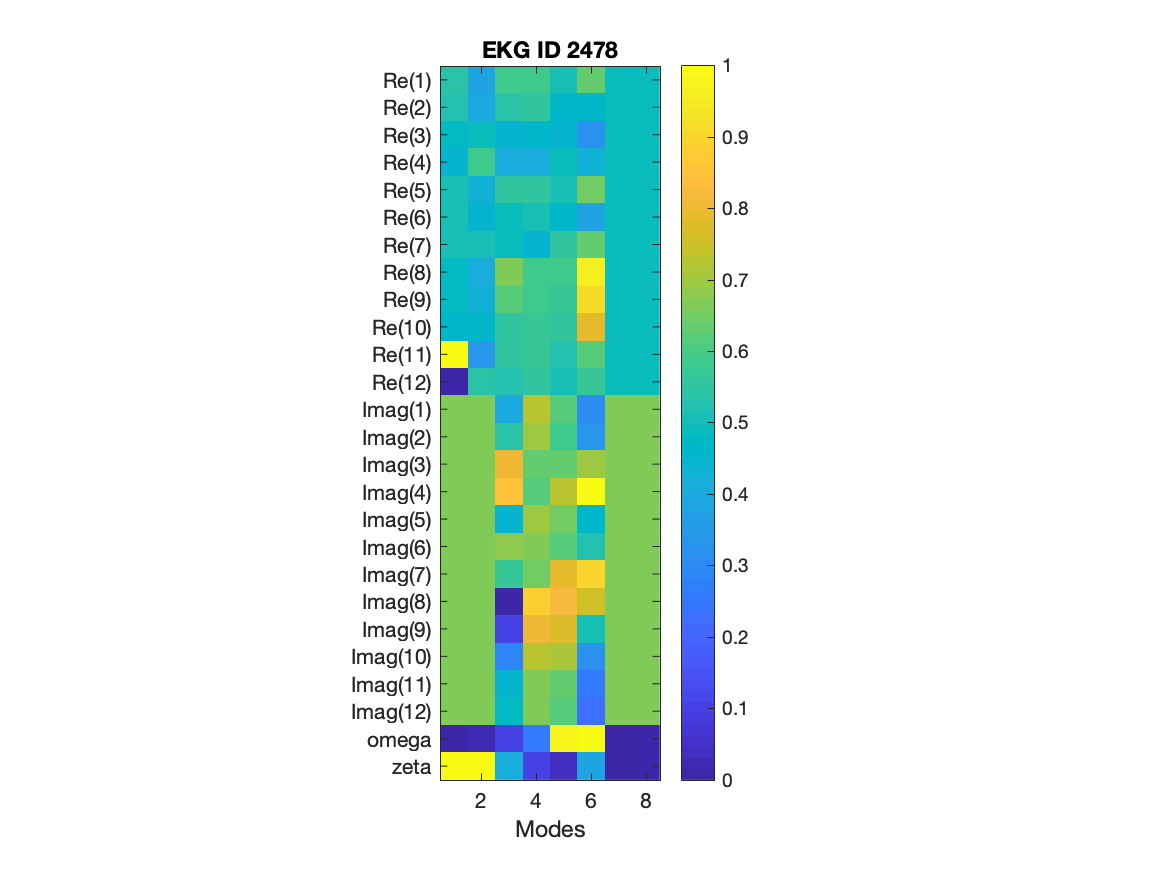 EKG ID 2478
Re(1)
Re(2)
Re(3)
Re(4)
Re(5)
Re(6)
Re(7)
Re(8)
Re(9)
Re(10)
Re(11)
Re(12)
Imag(1)
Imag(2)
Imag(3)
Imag(4)
Imag(5)
Imag(6)
Imag(7)
Imag(8)
Imag(9)
Imag(10)
Imag(11)
Imag(12)
omega
zeta
2 4 6 8
Modes
1
0.9
0.8
0.7
0.6
0.5
0.4
0.3
0.2
0.1
0